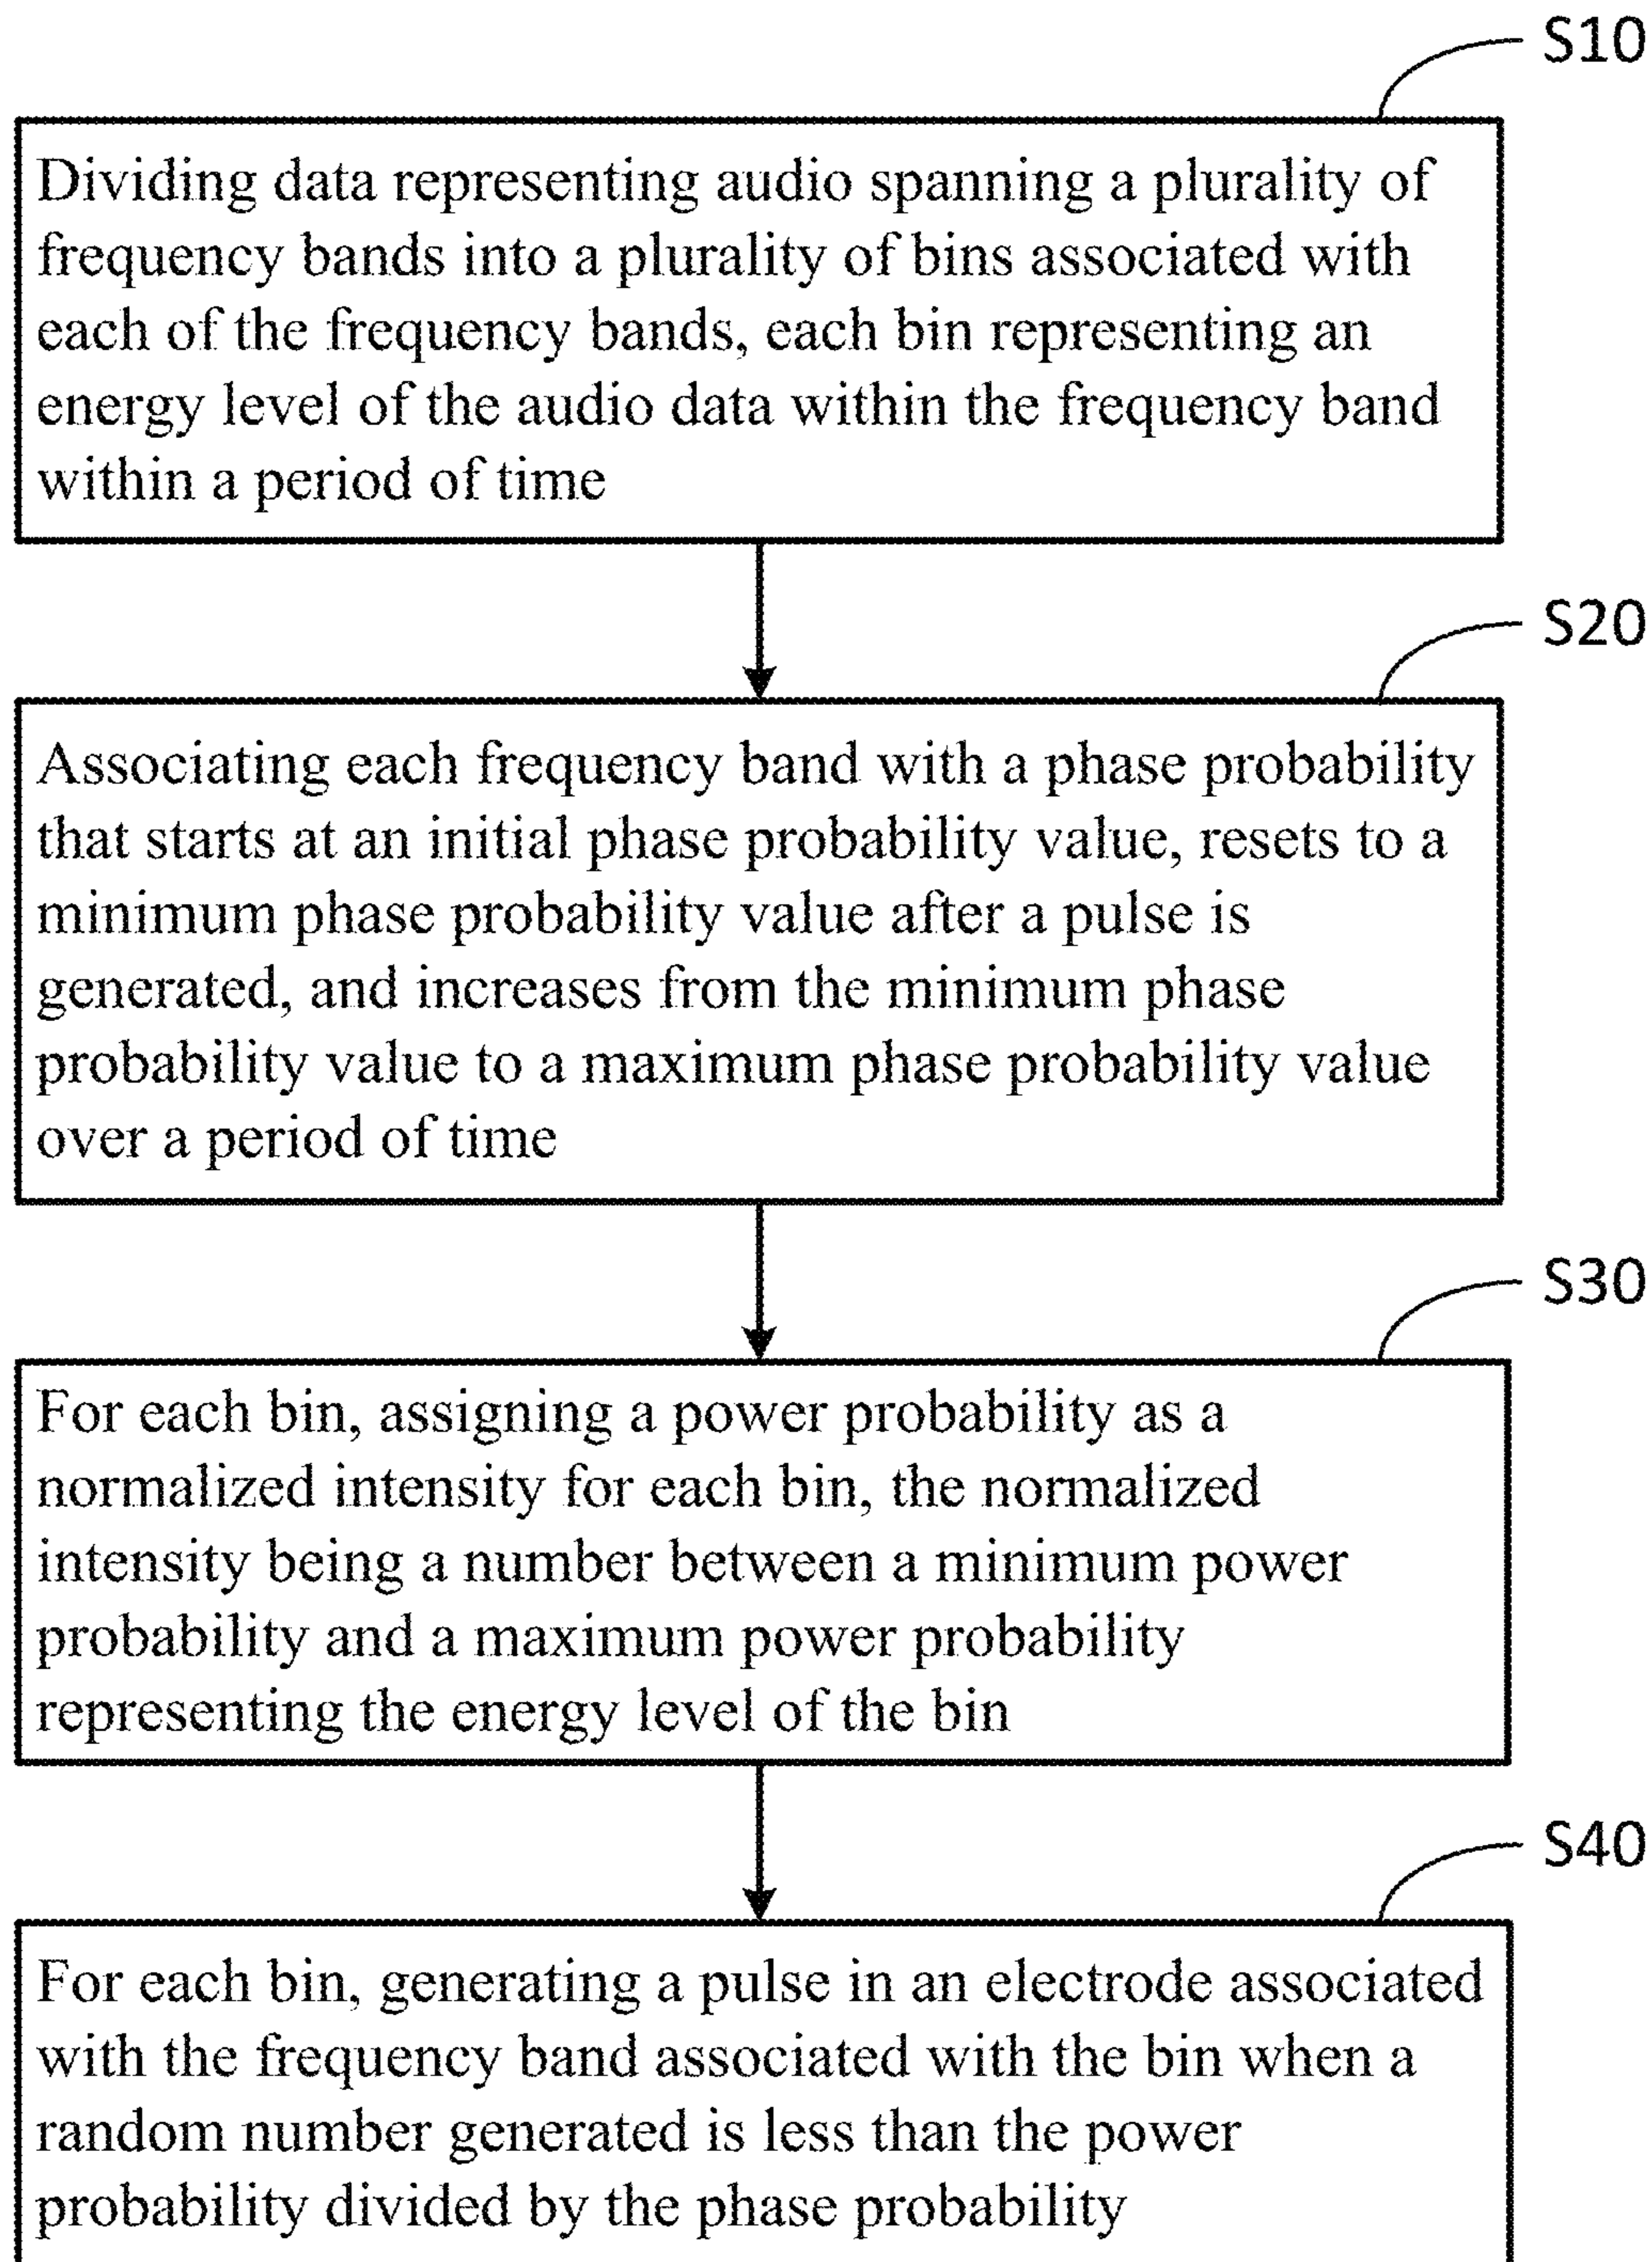 S10
Dividing data representing audio spanning a plurality of
frequency bands into a plurality of bins associated with
each of the frequency bands, each bin representing an
energy level of the audio data within the frequency band
within a period of time
S20
Associating each frequency band with a phase probability
that starts at an initial phase probability value, resets to a
minimum phase probability value after a pulse is
generated, and increases from the minimum phase
probability value to a maximum phase probability value
over a period of time
S30
For each bin, assigning a power probability as a
normalized intensity for each bin, the normalized
intensity being a number between a minimum power
probability and a maximum power probability
representing the energy level of the bin
S40
For each bin, generating a pulse in an electrode associated
with the frequency band associated with the bin when a
random number generated is less than the power
probability divided by the phase probability